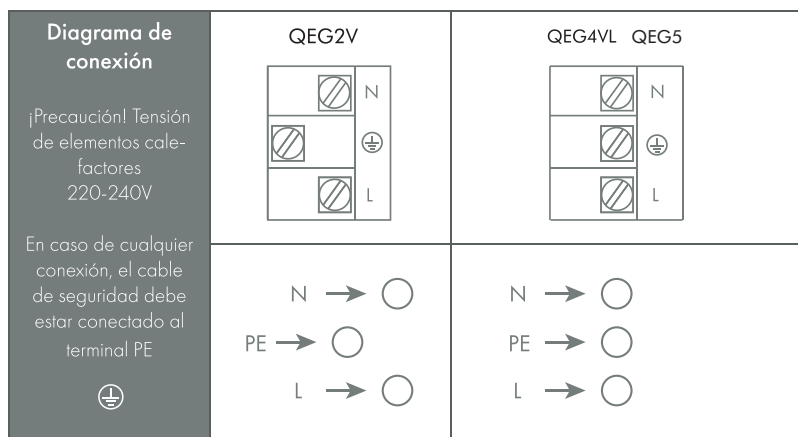 Diagrama de
conexión
¡Precaución! Tensión
de elementos cale-
factores
220-240V
En caso de cualquier
conexión, el cable
de seguridad debe
estar conectado al
terminal PE
QEG2V
N
L
N
PE
L
QEG4VL QEG5
N
L
N
PE
L